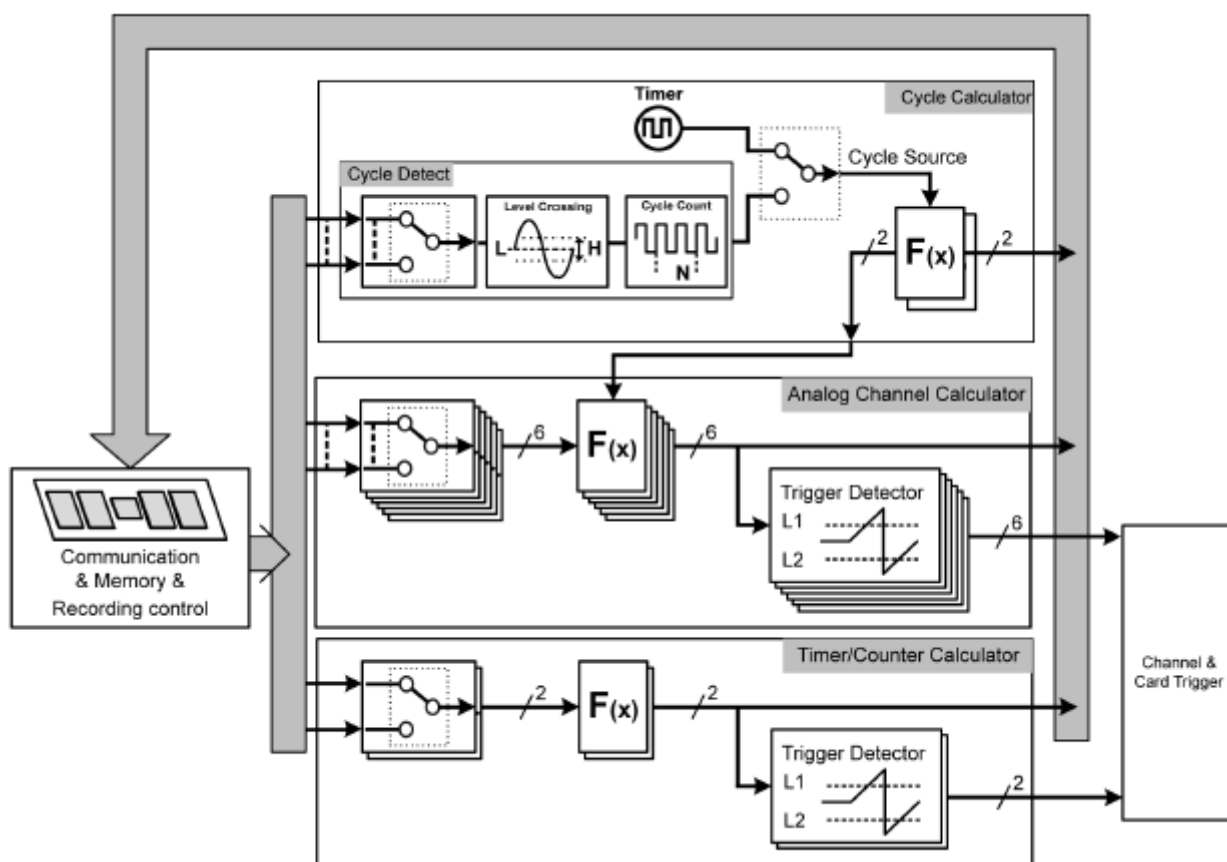 Cycle Calculator
Timer
Cycle Source
Cycle Detect
Level Crossing
L
H
Cycle Count
N
2
F(x)
2
Analog Channel Calculator
6
F(x)
6
Trigger Detector
L1
L2
6
Communication
& Memory &
Recording control
Channel &
Card Trigger
Timer/Counter Calculator
2
F(x)
2
Trigger Detector
L1
L2
2